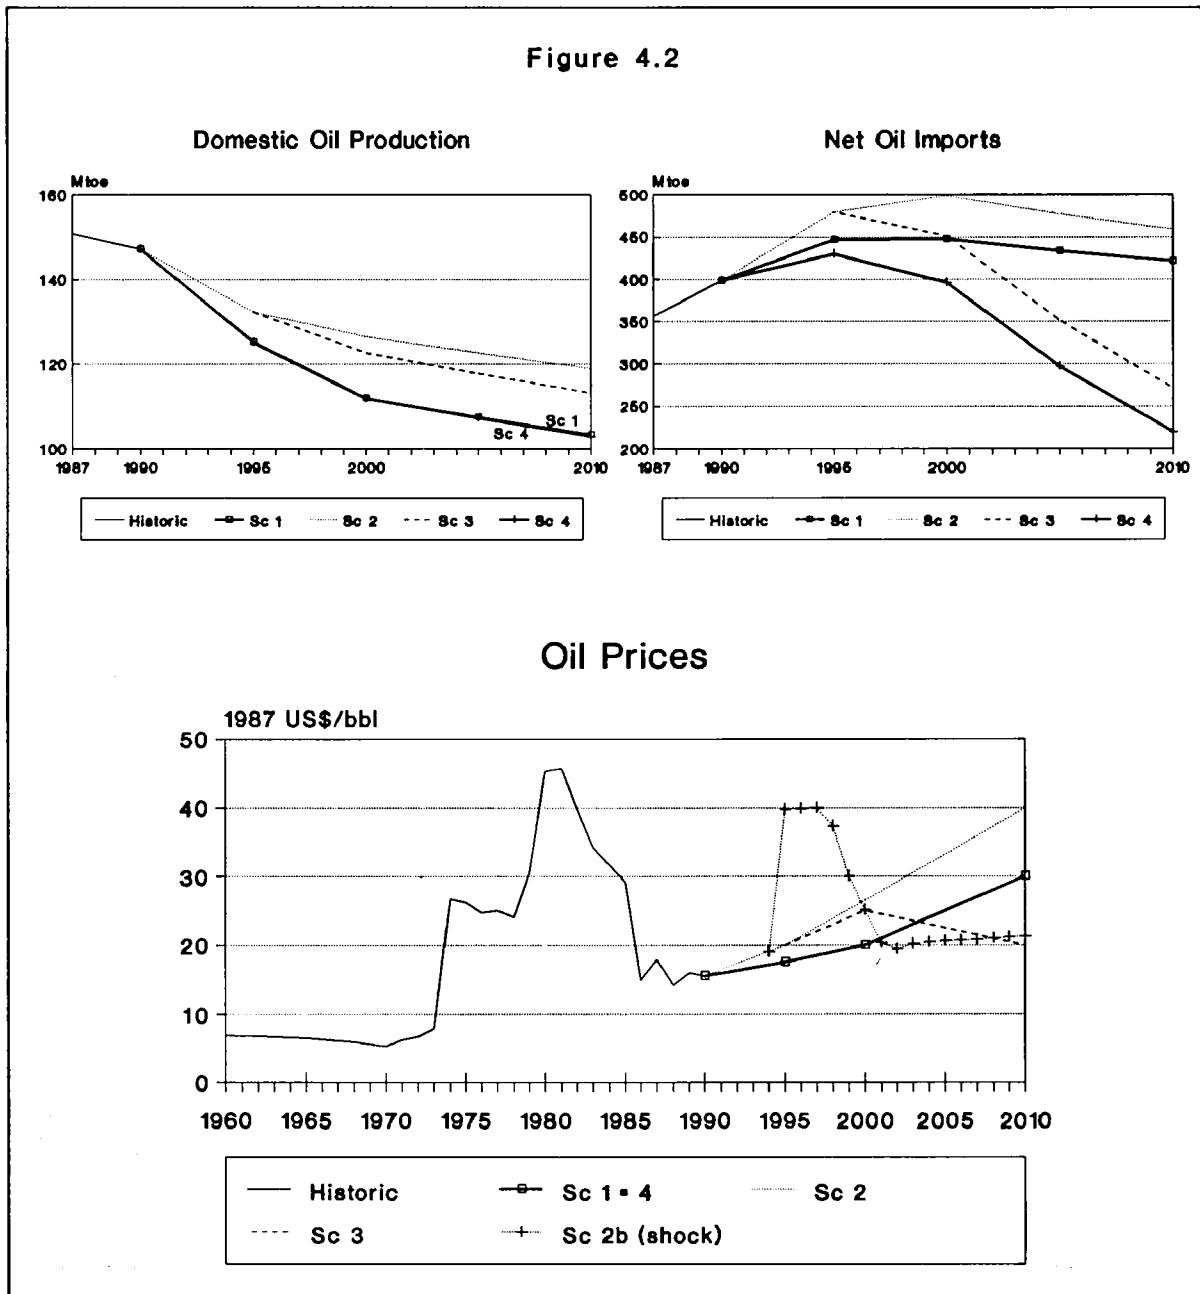 Figure 4.2
Domestic Oil Production
Mtoe
160
140
120
100
Sc 1
Sc 4
1987 1990 1995 2000 2010
Historic Sc 1 Sc 2 Sc 3 Sc 4
Net Oil Imports
Mtoe
500
450
400
350
300
250
200
1987 1990 1995 2000 2010
Historic Sc 1 Sc 2 Sc 3 Sc 4
Oil Prices
1987 US$/bbl
50
40
30
20
10
0
1960 1965 1970 1975 1980 1985 1990 1995 2000 2005 2010
Historic Sc 1 = 4 Sc 2
Sc 3 Sc 2b (shock)